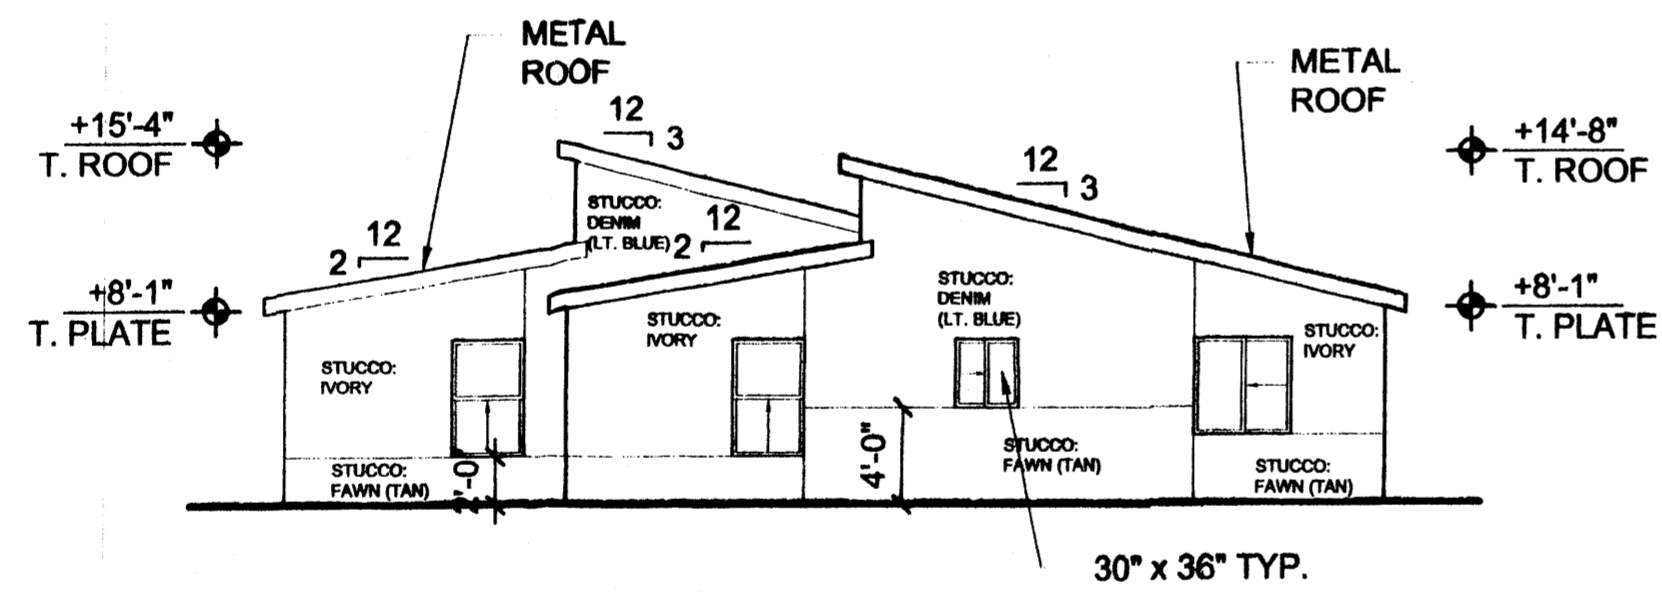 METAL
ROOF
METAL
ROOF
12
3
+15'-4"
T. ROOF
+14'-8"
T. ROOF
12
3
STUCCO:
DENIM
(LT. BLUE)
12
2
12
2
+8'-1"
T. PLATE
STUCCO:
DENIM
(LT. BLUE)
+8'-1"
T. PLATE
STUCCO:
IVORY
STUCCO:
IVORY
STUCCO:
IVORY
4'-0"
STUCCO:
FAWN (TAN)
STUCCO:
FAWN (TAN)
STUCCO:
FAWN (TAN)
30" x 36" TYP.